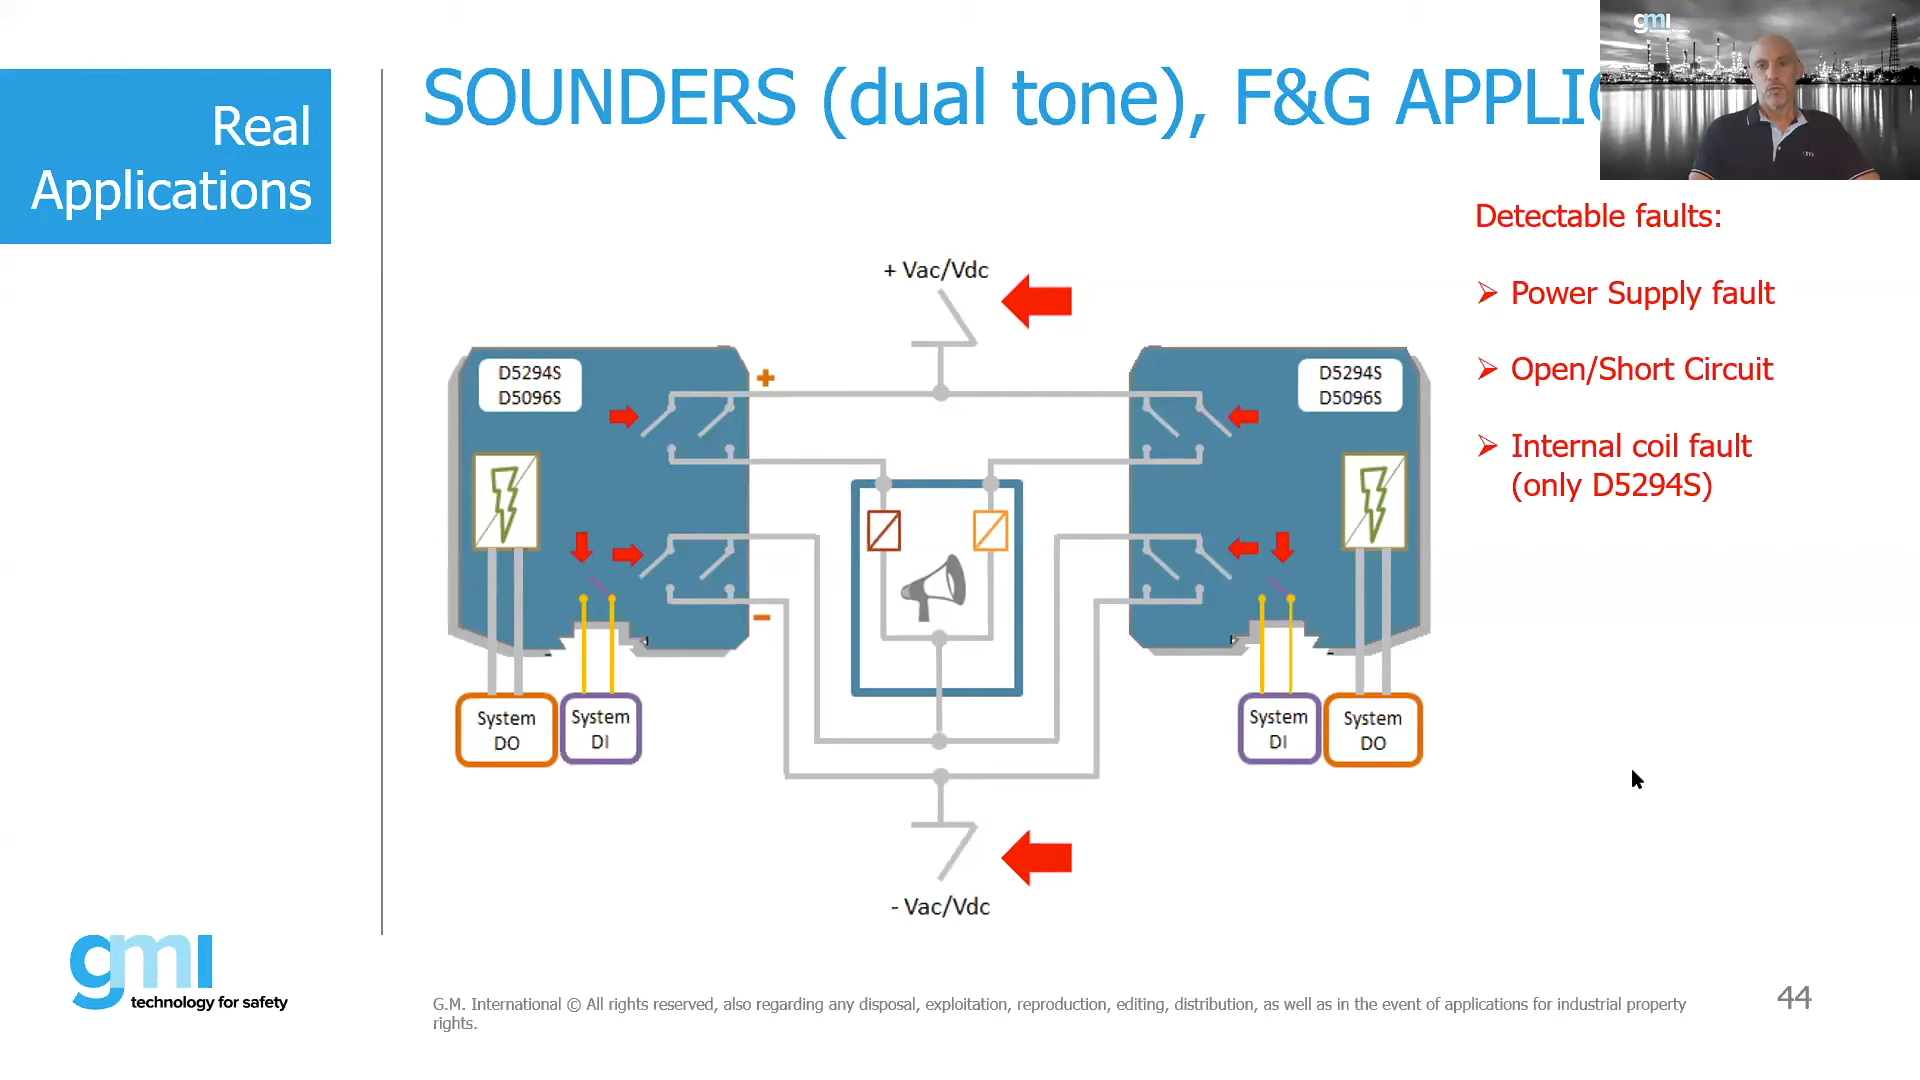 Real
Applications
SOUNDERS (dual tone), F&G APPLI
gmi
Detectable faults:
➢ Power Supply fault
➢ Open/Short Circuit
➢ Internal coil fault
(only D5294S)
+ Vac/Vdc
D5294S
D5096S
+
D5294S
D5096S
−
System
DO
System
DI
System
DI
System
DO
- Vac/Vdc
gmi
technology for safety
G.M. International © All rights reserved, also regarding any disposal, exploitation, reproduction, editing, distribution, as well as in the event of applications for industrial property
rights.
44